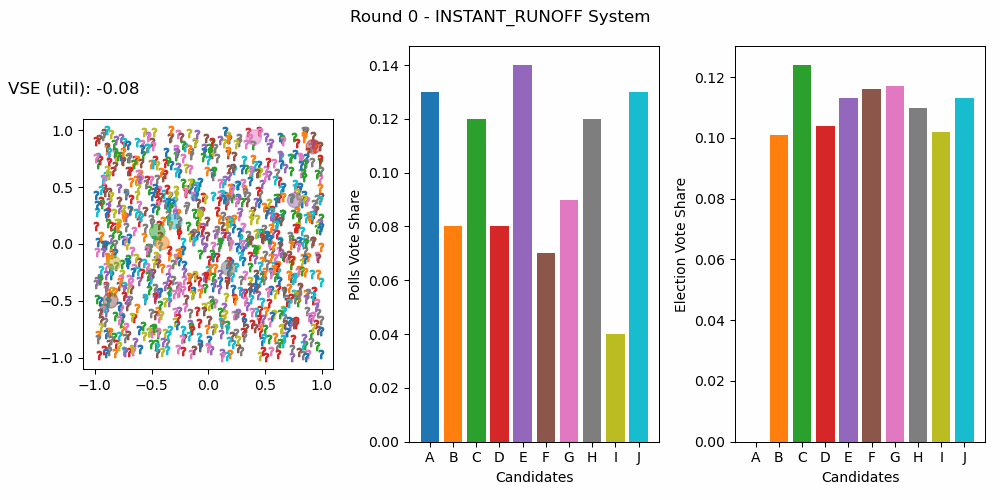 Round 0 - INSTANT_RUNOFF System
VSE (util): -0.08
1.0
0.5
0.0
−0.5
−1.0
−1.0 −0.5 0.0 0.5 1.0
Polls Vote Share
0.14
0.12
0.10
0.08
0.06
0.04
0.02
0.00
A B C D E F G H I J
Candidates
Election Vote Share
0.12
0.10
0.08
0.06
0.04
0.02
0.00
A B C D E F G H I J
Candidates